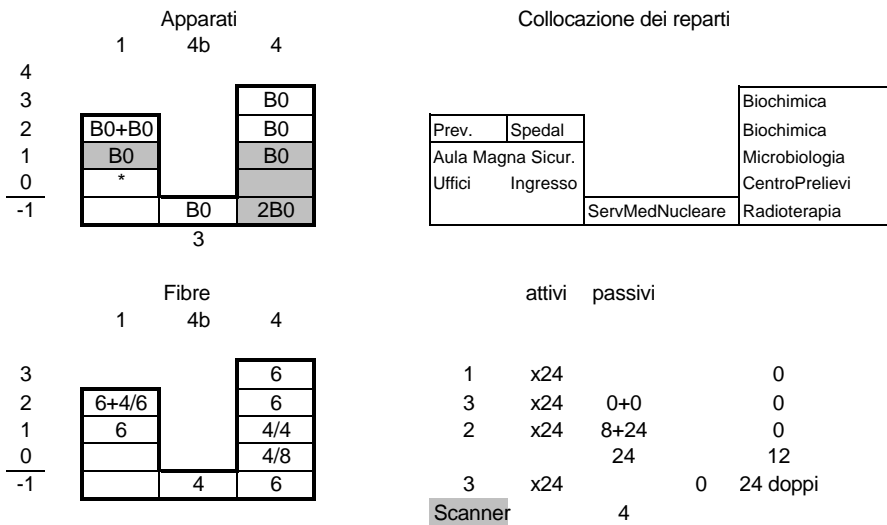 Apparati Collocazione dei reparti
1 4b 4
4
3 B0 Biochimica
2 B0+B0 B0 Prev. Spedal Biochimica
1 B0 B0 Aula Magna Sicur. Microbiologia
0 * Uffici Ingresso CentroPrelievi
-1 B0 2B0 ServMedNucleare Radioterapia
3
Fibre attivi passivi
1 4b 4
3 6 1 x24 0
2 6+4/6 6 3 x24 0+0 0
1 6 4/4 2 x24 8+24 0
0 4/8 24 12
-1 4 6 3 x24 0 24 doppi
Scanner 4